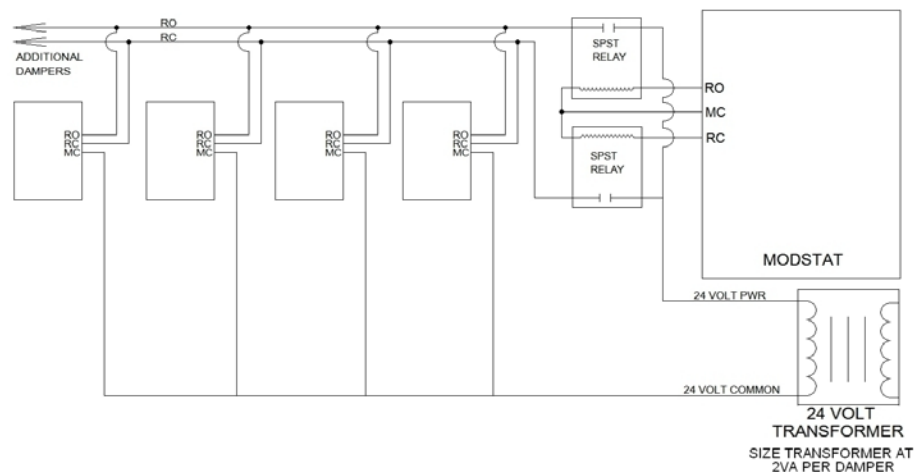 RO
RC
ADDITIONAL
DAMPERS
SPST
RELAY
RO
MC
RC
RO
RC
MC
RO
RC
MC
RO
RC
MC
RO
RC
MC
SPST
RELAY
MODSTAT
24 VOLT PWR
24 VOLT COMMON
24 VOLT
TRANSFORMER
SIZE TRANSFORMER AT
2VA PER DAMPER